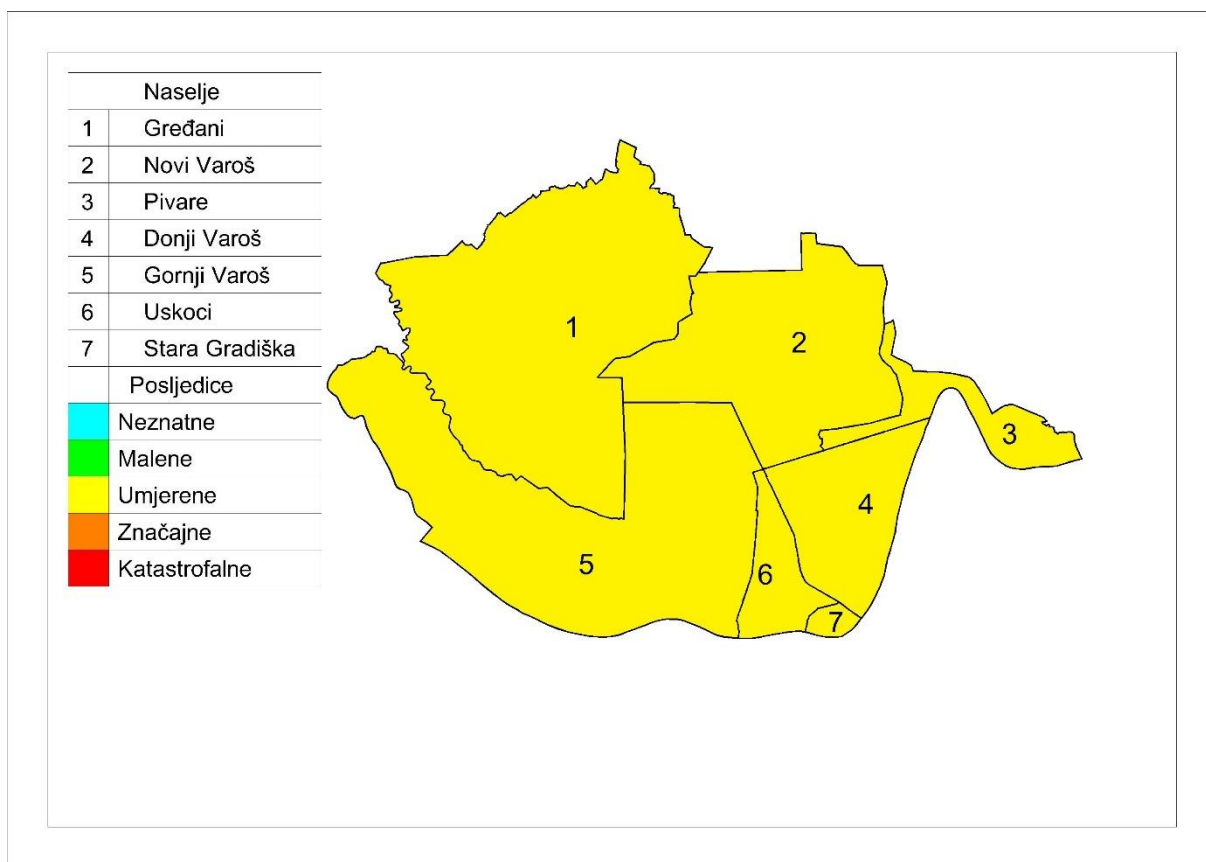 Naselje
1 Gređani
2 Novi Varoš
3 Pivare
4 Donji Varoš
5 Gornji Varoš
6 Uskoci
7 Stara Gradiška
Posljedice
Neznatne
Malene
Umjerene
Značajne
Katastrofalne
1
2
3
4
5
6
7